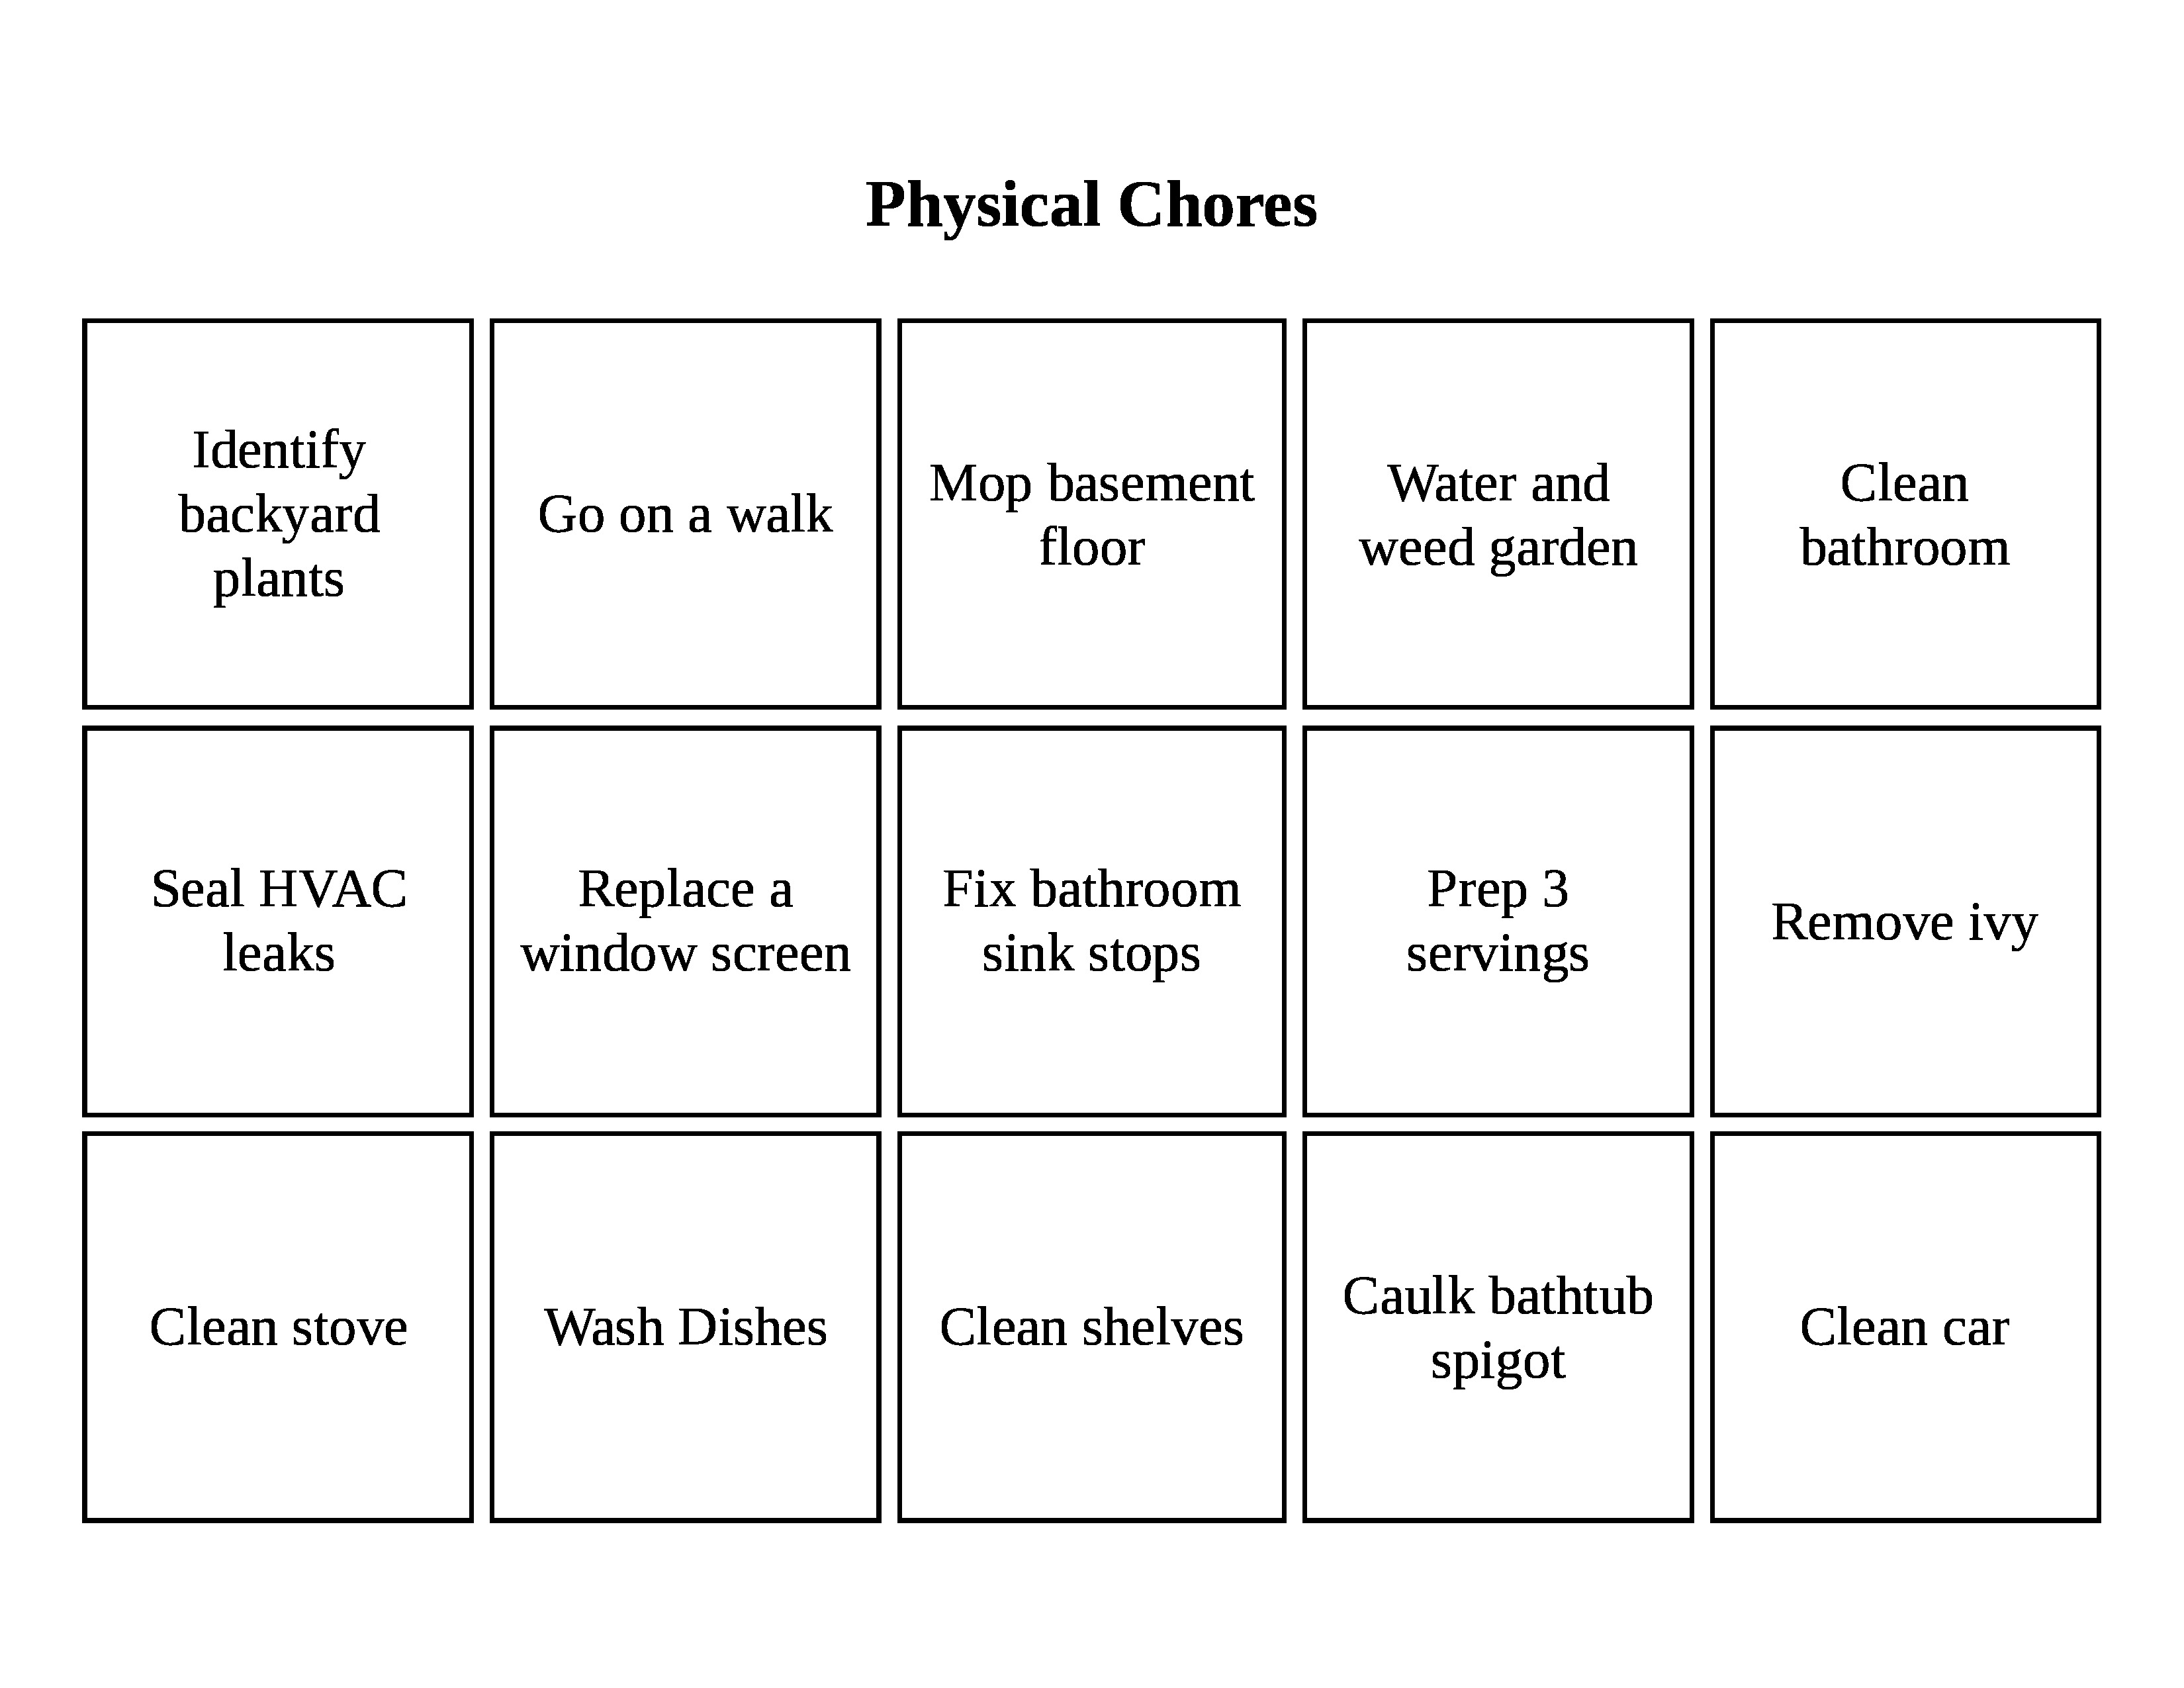 Physical Chores
Identify
backyard
plants
Go on a walk
Mop basement
floor
Water and
weed garden
Clean
bathroom
Seal HVAC
leaks
Replace a
window screen
Fix bathroom
sink stops
Prep 3
servings
Remove ivy
Clean stove
Wash Dishes
Clean shelves
Caulk bathtub
spigot
Clean car